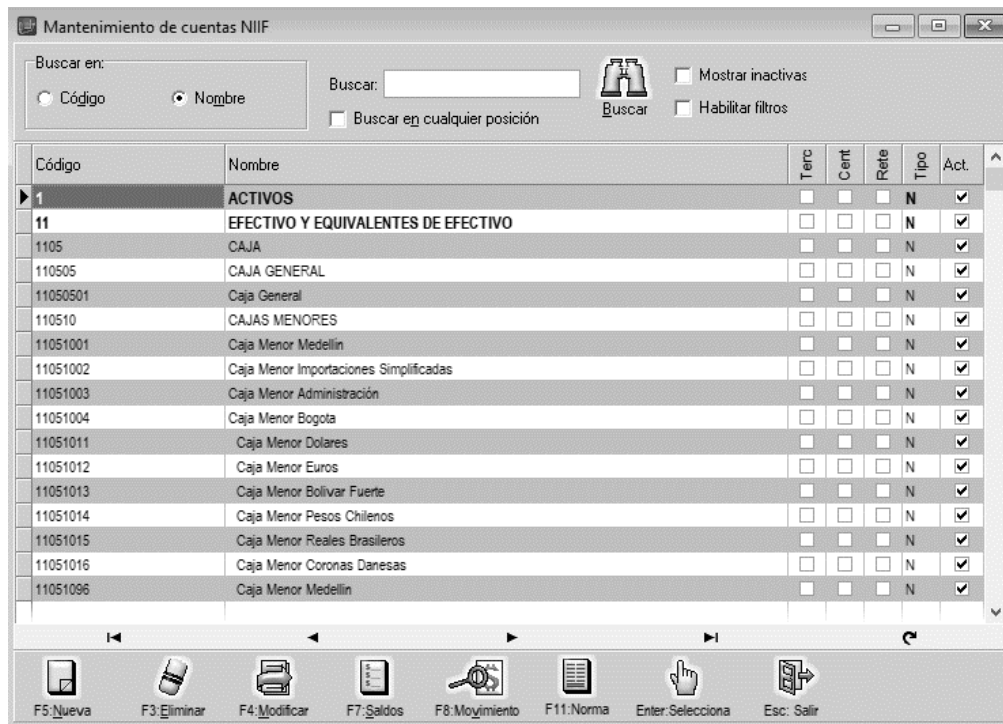 Mantenimiento de cuentas NIIF
Buscar en:
Código
Nombre
Buscar:
Buscar en cualquier posición
Buscar
Mostrar inactivas
Habilitar filtros
Código Nombre Terc Cent Rete Tipo Act.
1 ACTIVOS N
11 EFECTIVO Y EQUIVALENTES DE EFECTIVO N
1105 CAJA N
110505 CAJA GENERAL N
11050501 Caja General N
110510 CAJAS MENORES N
11051001 Caja Menor Medellin N
11051002 Caja Menor Importaciones Simplificadas N
11051003 Caja Menor Administración N
11051004 Caja Menor Bogota N
11051011 Caja Menor Dolares N
11051012 Caja Menor Euros N
11051013 Caja Menor Bolivar Fuerte N
11051014 Caja Menor Pesos Chilenos N
11051015 Caja Menor Reales Brasileros N
11051016 Caja Menor Coronas Danesas N
11051096 Caja Menor Medellin N
F5:Nueva F3:Eliminar F4:Modificar F7:Saldos F8:Movimiento F11:Norma Enter:Selecciona Esc: Salir